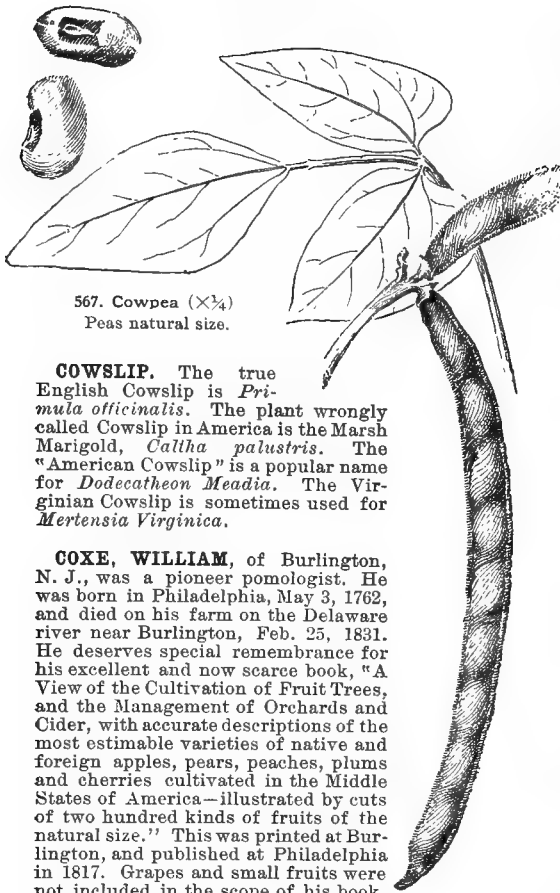 567. Cowpea (×¼)
Peas natural size.
COWSLIP. The true
English Cowslip is Pri-
mula officinalis. The plant wrongly
called Cowslip in America is the Marsh
Marigold, Caltha palustris. The
"American Cowslip" is a popular name
for Dodecatheon Meadia. The Vir-
ginian Cowslip is sometimes used for
Mertensia Virginica.
COXE, WILLIAM, of Burlington,
N. J., was a pioneer pomologist. He
was born in Philadelphia, May 3, 1762,
and died on his farm on the Delaware
river near Burlington, Feb. 25, 1831.
He deserves special remembrance for
his excellent and now scarce book, "A
View of the Cultivation of Fruit Trees,
and the Management of Orchards and
Cider, with accurate descriptions of the
most estimable varieties of native and
foreign apples, pears, peaches, plums
and cherries cultivated in the Middle
States of America—illustrated by cuts
of two hundred kinds of fruits of the
natural size." This was printed at Bur-
lington, and published at Philadelphia
in 1817. Grapes and small fruits were
not included in the scope of his book.